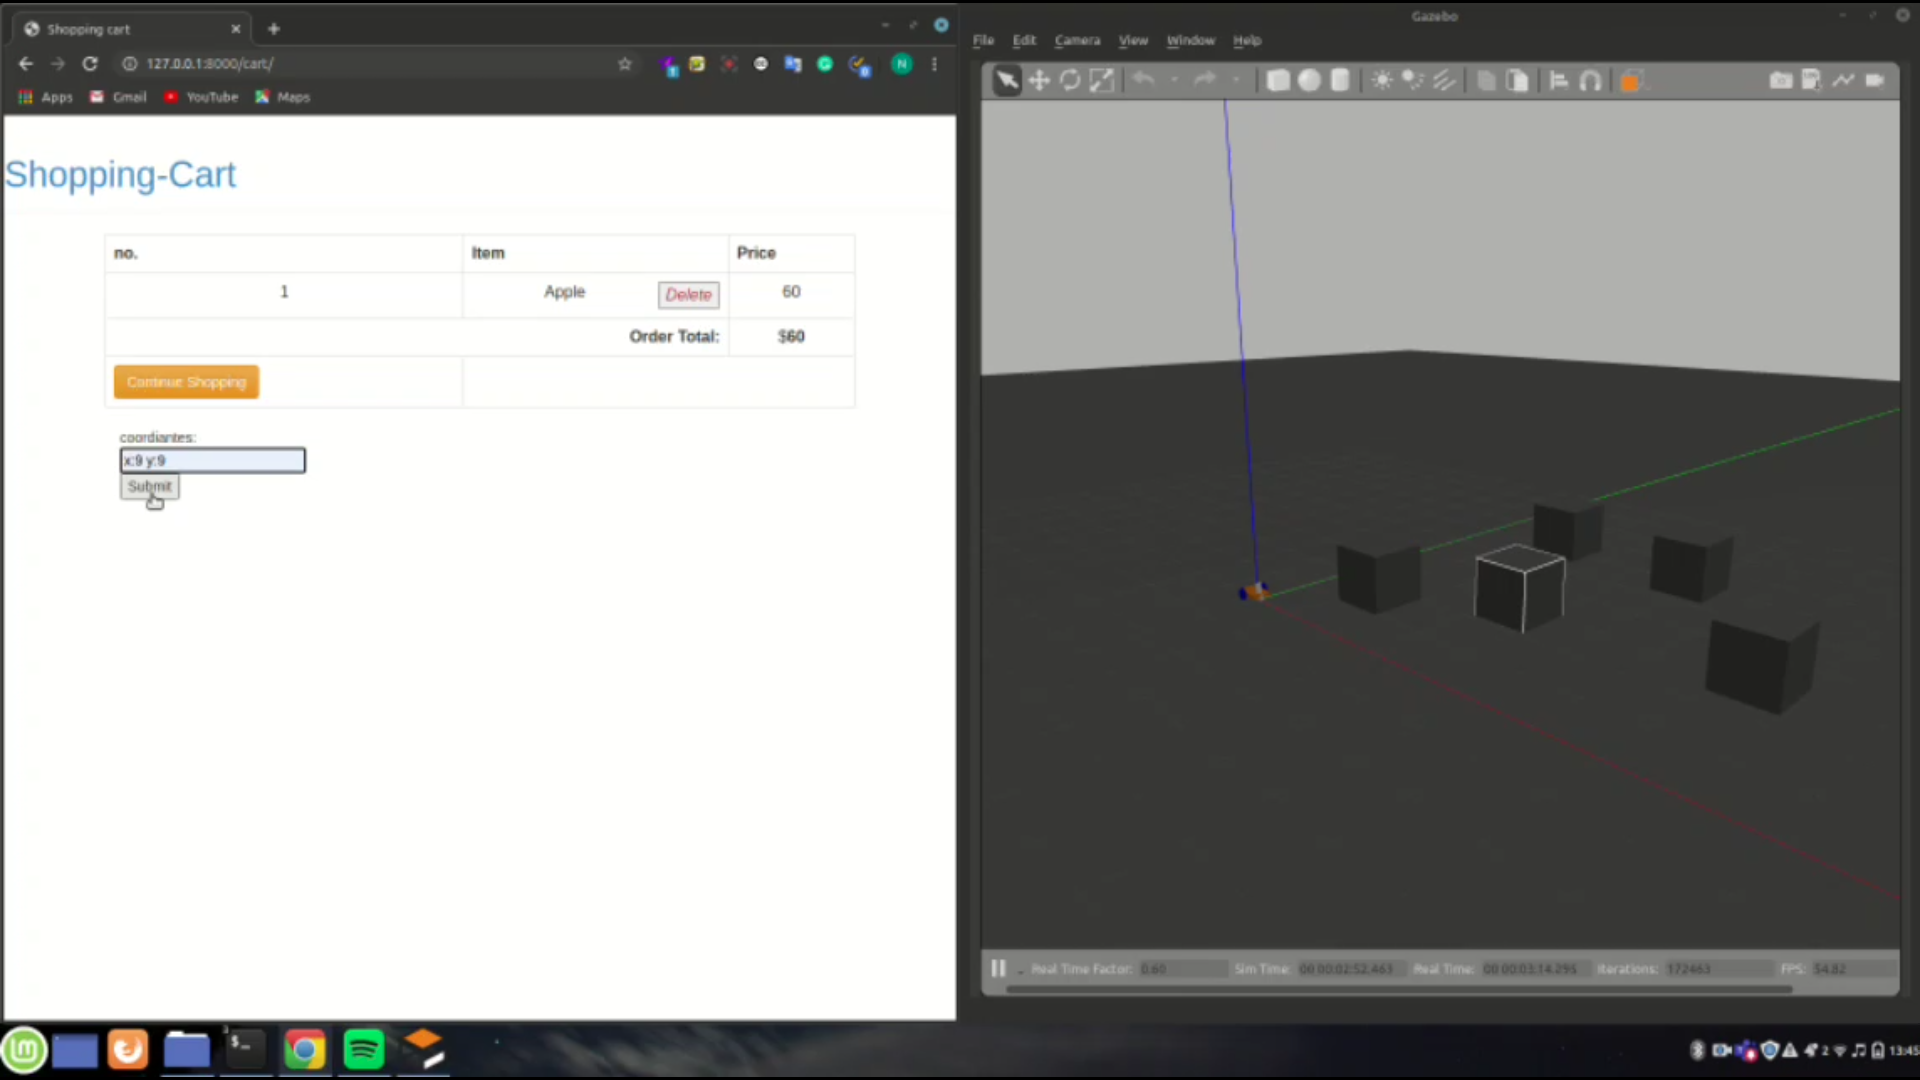 Shopping cart
127.0.0.1:8000/cart/
Apps Gmail YouTube Maps
Shopping-Cart
no. Item Price
1 Apple Delete 60
Order Total: $60
Continue Shopping
coordiantes:
x:9 y:9
Submit
Gazebo
File Edit Camera View Window Help
Real Time Factor: 0.60 Sim Time: 00 00:02:52.463 Real Time: 00 00:03:14.295 Iterations: 172463 FPS: 54.82
13:45